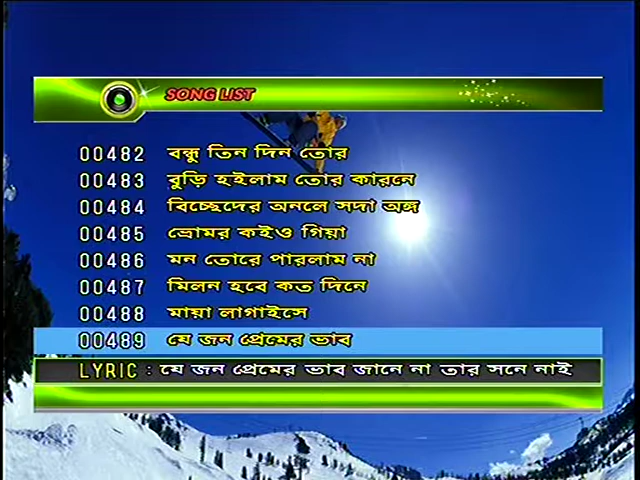 SONG LIST
00482 বন্ধু তিন দিন তোর
00483 বুড়ি হইলাম তোর কারনে
00484 বিচ্ছেদের অনলে সদা অঙ্গ
00485 ভ্রোমর কইও গিয়া
00486 মন তোরে পারলাম না
00487 মিলন হবে কত দিনে
00488 মায়া লাগাইসে
00489 যে জন প্রেমের ভাব
LYRIC : যে জন প্রেমের ভাব জানে না তার সনে নাই